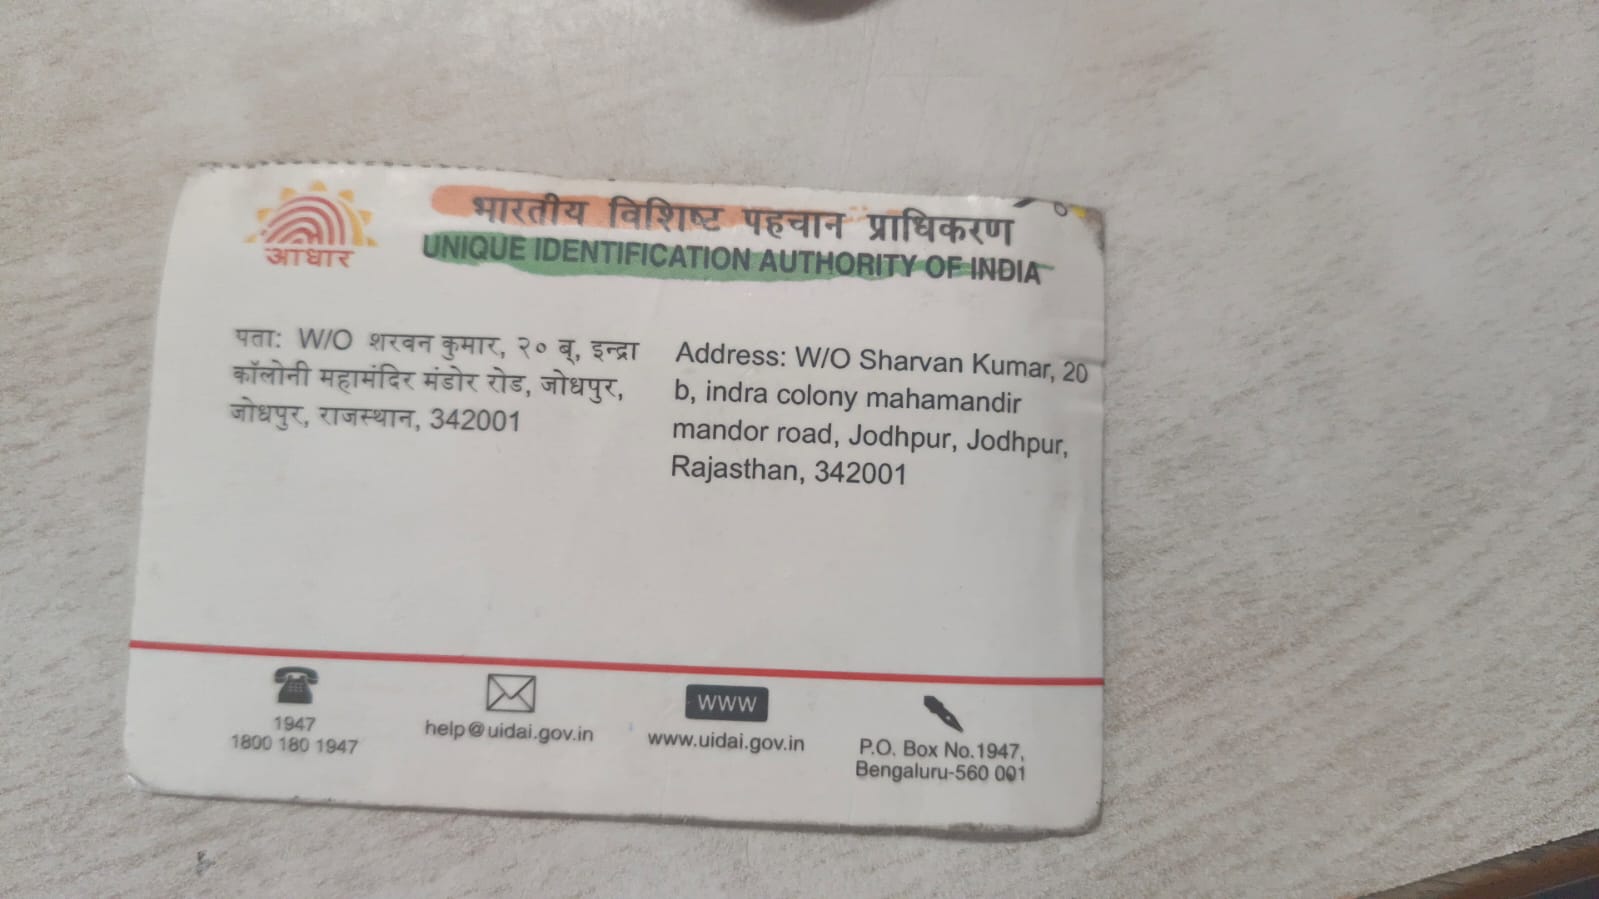 आधार
भारतीय विशिष्ट पहचान प्राधिकरण
UNIQUE IDENTIFICATION AUTHORITY OF INDIA
पता: W/O शरवन कुमार, २० ब्, इन्द्रा
कॉलोनी महामंदिर मंडोर रोड, जोधपुर,
जोधपुर, राजस्थान, 342001
Address: W/O Sharvan Kumar, 20
b, indra colony mahamandir
mandor road, Jodhpur, Jodhpur,
Rajasthan, 342001
1947
1800 180 1947
help@uidai.gov.in
WWW
www.uidai.gov.in
P.O. Box No.1947,
Bengaluru-560 001